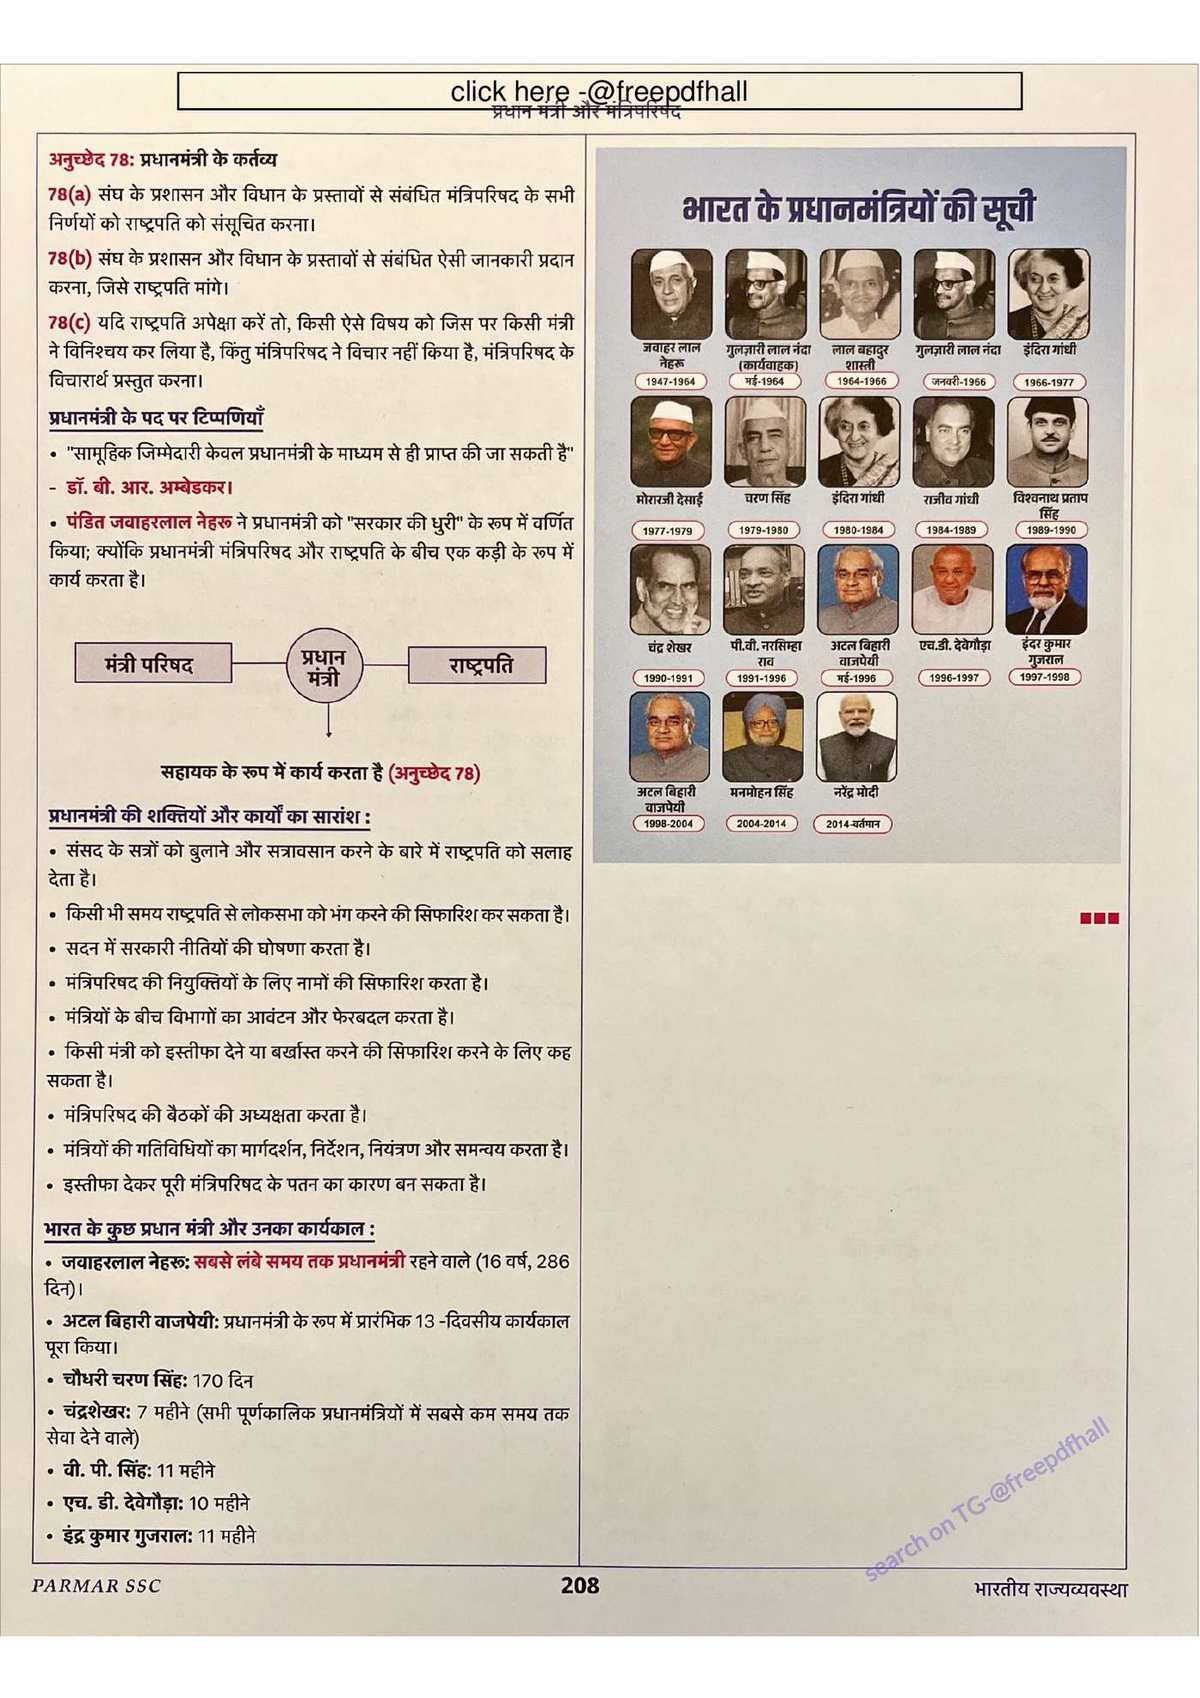 click here -@freepdfhall
प्रधान मंत्री और मंत्रिपरिषद
अनुच्छेद 78: प्रधानमंत्री के कर्तव्य
78(a) संघ के प्रशासन और विधान के प्रस्तावों से संबंधित मंत्रिपरिषद के सभी
निर्णयों को राष्ट्रपति को संसूचित करना।
78(b) संघ के प्रशासन और विधान के प्रस्तावों से संबंधित ऐसी जानकारी प्रदान
करना, जिसे राष्ट्रपति मांगे।
78(c) यदि राष्ट्रपति अपेक्षा करें तो, किसी ऐसे विषय को जिस पर किसी मंत्री
ने विनिश्चय कर लिया है, किंतु मंत्रिपरिषद ने विचार नहीं किया है, मंत्रिपरिषद के
विचारार्थ प्रस्तुत करना।
प्रधानमंत्री के पद पर टिप्पणियाँ
• "सामूहिक जिम्मेदारी केवल प्रधानमंत्री के माध्यम से ही प्राप्त की जा सकती है"
- डॉ. बी. आर. अम्बेडकर।
• पंडित जवाहरलाल नेहरू ने प्रधानमंत्री को "सरकार की धुरी" के रूप में वर्णित
किया; क्योंकि प्रधानमंत्री मंत्रिपरिषद और राष्ट्रपति के बीच एक कड़ी के रूप में
कार्य करता है।
मंत्री परिषद
प्रधान
मंत्री
राष्ट्रपति
सहायक के रूप में कार्य करता है (अनुच्छेद 78)
प्रधानमंत्री की शक्तियों और कार्यों का सारांश :
• संसद के सत्रों को बुलाने और सत्रावसान करने के बारे में राष्ट्रपति को सलाह
देता है।
• किसी भी समय राष्ट्रपति से लोकसभा को भंग करने की सिफारिश कर सकता है।
• सदन में सरकारी नीतियों की घोषणा करता है।
• मंत्रिपरिषद की नियुक्तियों के लिए नामों की सिफारिश करता है।
• मंत्रियों के बीच विभागों का आवंटन और फेरबदल करता है।
• किसी मंत्री को इस्तीफा देने या बर्खास्त करने की सिफारिश करने के लिए कह
सकता है।
• मंत्रिपरिषद की बैठकों की अध्यक्षता करता है।
• मंत्रियों की गतिविधियों का मार्गदर्शन, निर्देशन, नियंत्रण और समन्वय करता है।
• इस्तीफा देकर पूरी मंत्रिपरिषद के पतन का कारण बन सकता है।
भारत के कुछ प्रधान मंत्री और उनका कार्यकाल :
• जवाहरलाल नेहरू: सबसे लंबे समय तक प्रधानमंत्री रहने वाले (16 वर्ष, 286
दिन)।
• अटल बिहारी वाजपेयी: प्रधानमंत्री के रूप में प्रारंभिक 13 -दिवसीय कार्यकाल
पूरा किया।
• चौधरी चरण सिंह: 170 दिन
• चंद्रशेखर: 7 महीने (सभी पूर्णकालिक प्रधानमंत्रियों में सबसे कम समय तक
सेवा देने वाले)
• वी. पी. सिंह: 11 महीने
• एच. डी. देवेगौड़ा: 10 महीने
• इंद्र कुमार गुजराल: 11 महीने
भारत के प्रधानमंत्रियों की सूची
जवाहर लाल
नेहरू
1947-1964
गुलज़ारी लाल नंदा
(कार्यवाहक)
मई-1964
लाल बहादुर
शास्त्री
1964-1966
गुलज़ारी लाल नंदा
जनवरी-1966
इंदिरा गांधी
1966-1977
मोरारजी देसाई
1977-1979
चरण सिंह
1979-1980
इंदिरा गांधी
1980-1984
राजीव गांधी
1984-1989
विश्वनाथ प्रताप
सिंह
1989-1990
चंद्र शेखर
1990-1991
पी.वी. नरसिम्हा
राव
1991-1996
अटल बिहारी
वाजपेयी
मई-1996
एच.डी. देवेगौड़ा
1996-1997
इंदर कुमार
गुजराल
1997-1998
अटल बिहारी
वाजपेयी
1998-2004
मनमोहन सिंह
2004-2014
नरेंद्र मोदी
2014-वर्तमान
search on TG-@freepdfhall
PARMAR SSC
208
भारतीय राज्यव्यवस्था